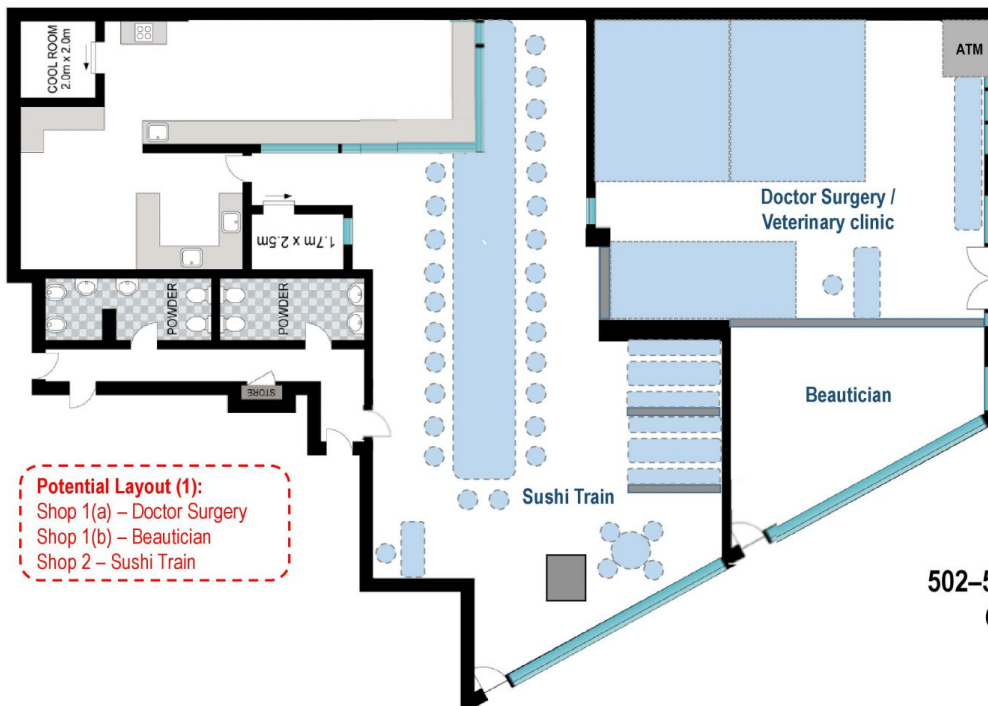 COOL ROOM
2.0m x 2.0m
ATM
Doctor Surgery /
Veterinary clinic
1.7m x 2.5m
POWDER
POWDER
STORE
Beautician
Sushi Train
Potential Layout (1):
Shop 1(a) – Doctor Surgery
Shop 1(b) – Beautician
Shop 2 – Sushi Train